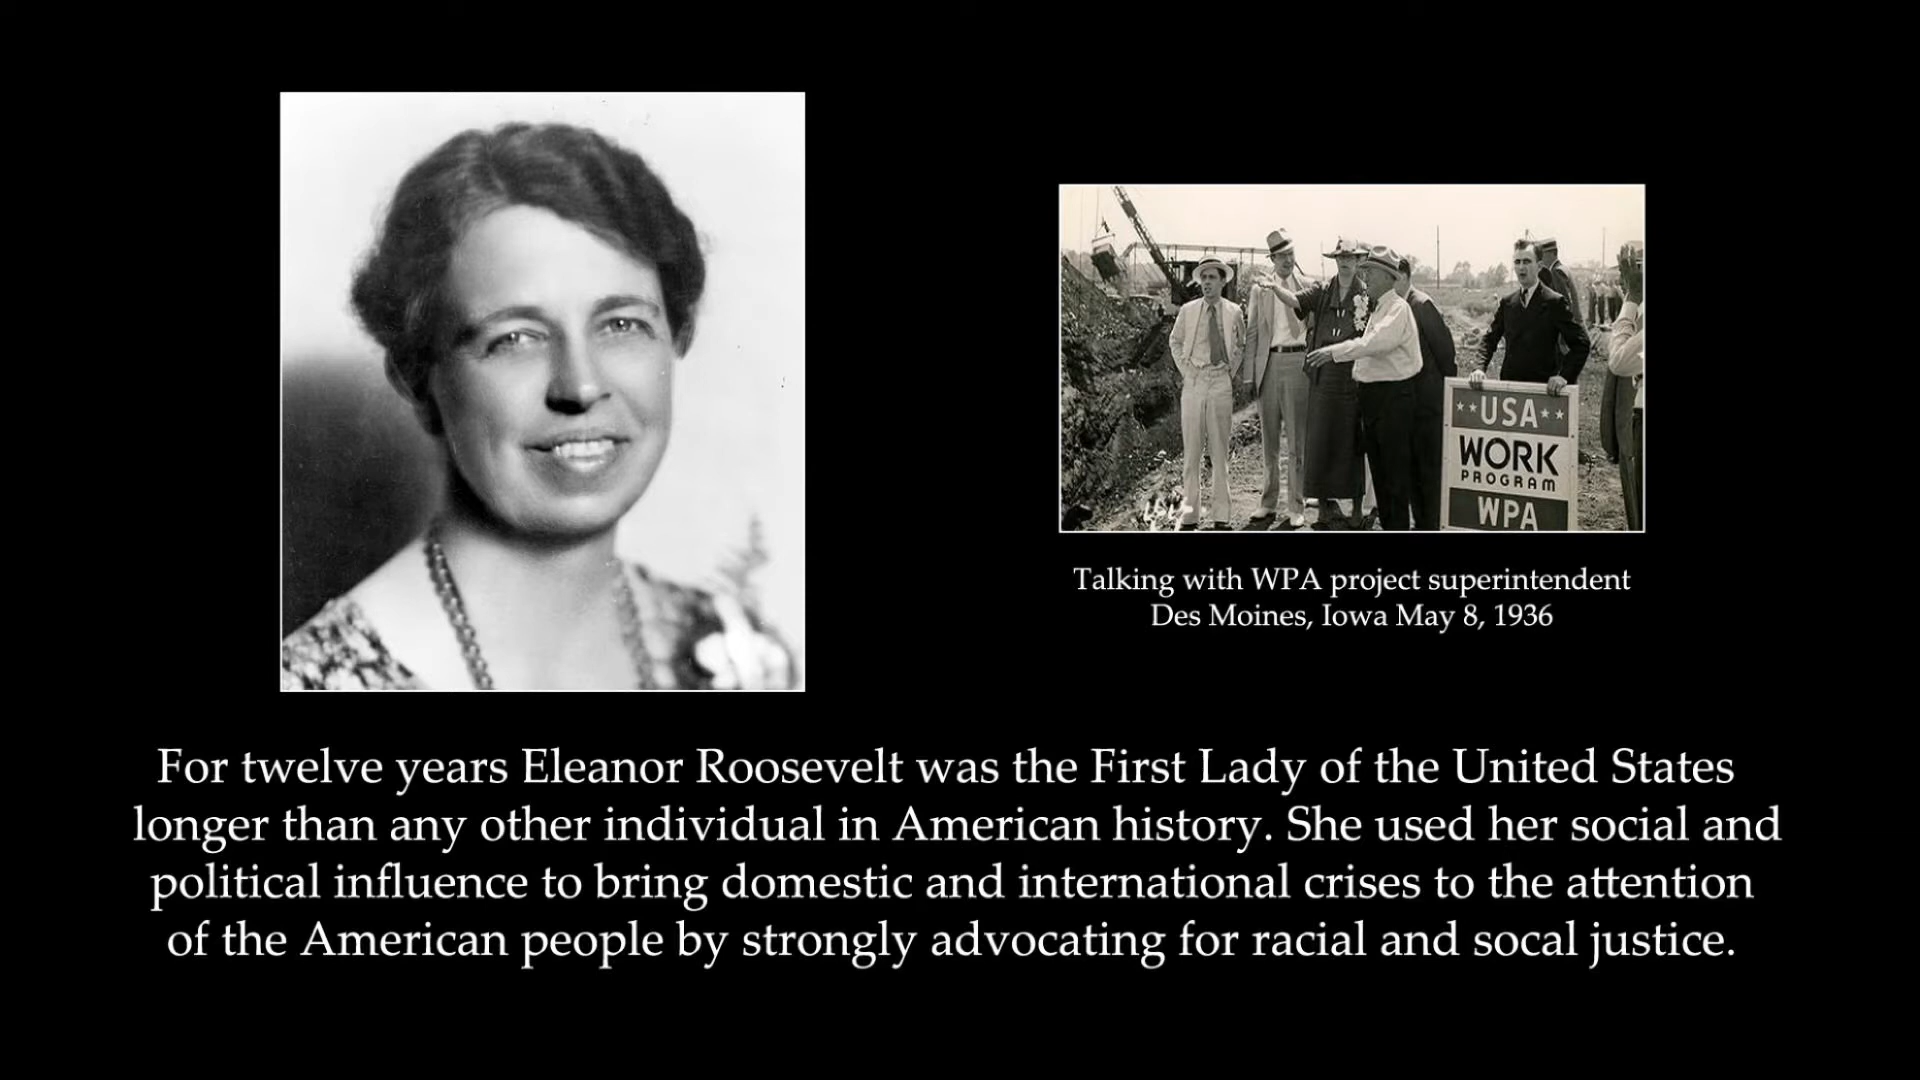 ★★USA★★
WORK
PROGRAM
WPA
Talking with WPA project superintendent
Des Moines, Iowa May 8, 1936
For twelve years Eleanor Roosevelt was the First Lady of the United States
longer than any other individual in American history. She used her social and
political influence to bring domestic and international crises to the attention
of the American people by strongly advocating for racial and socal justice.